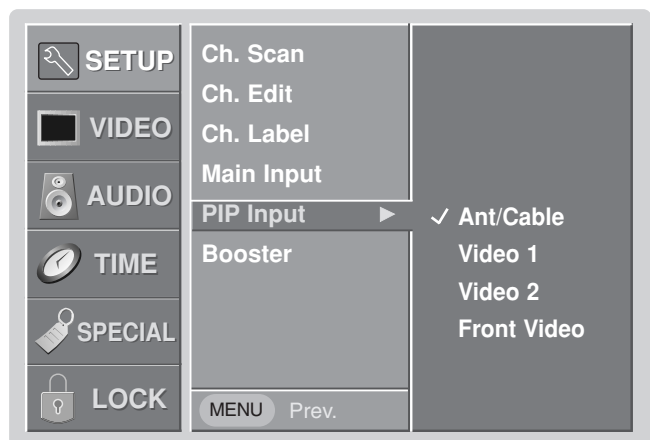 SETUP
VIDEO
AUDIO
TIME
SPECIAL
LOCK
Ch. Scan
Ch. Edit
Ch. Label
Main Input
PIP Input
Booster
MENU Prev.
Ant/Cable
Video 1
Video 2
Front Video